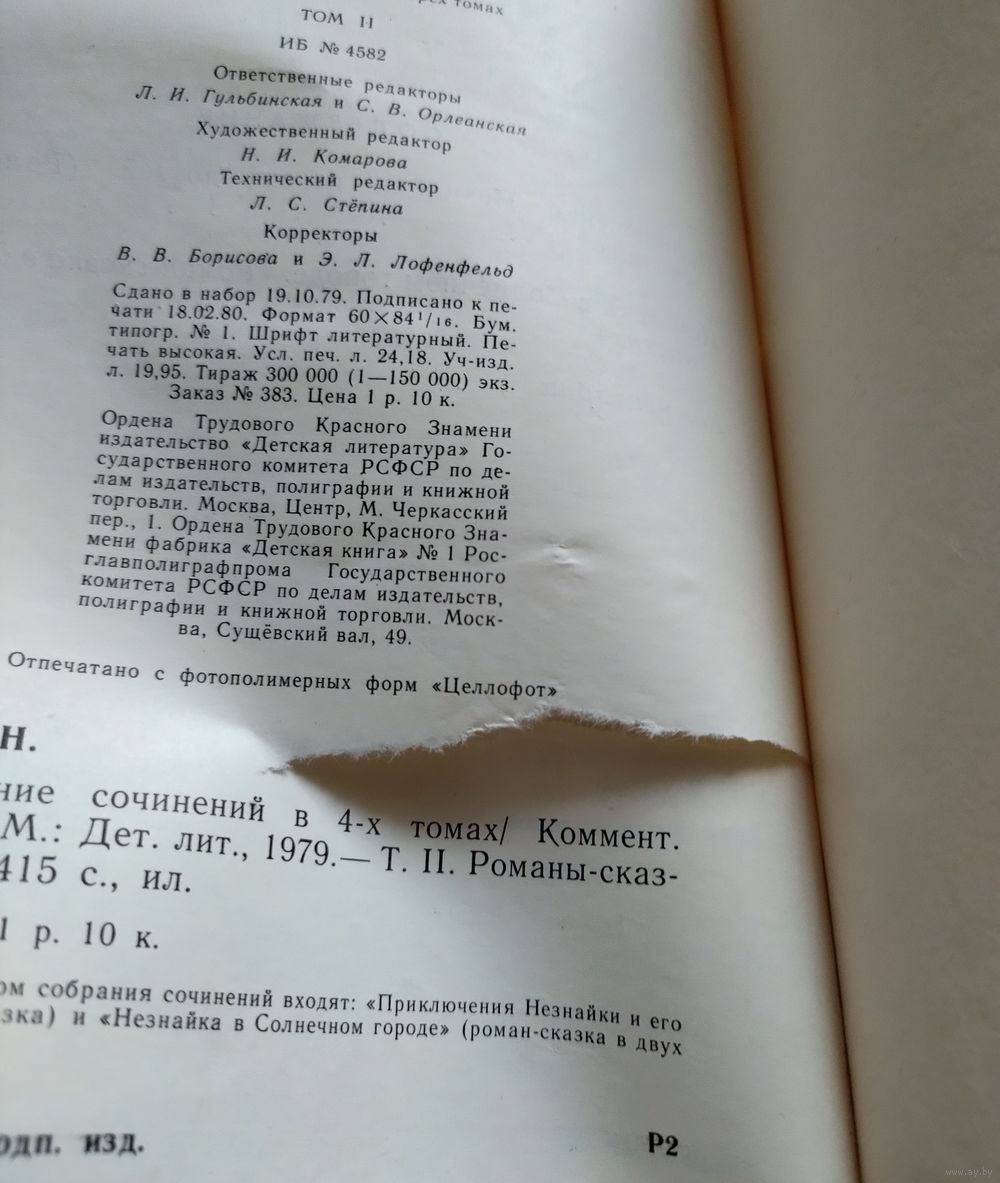 томах
ТОМ II
ИБ № 4582
Ответственные редакторы
Л. И. Гульбинская и С. В. Орлеанская
Художественный редактор
Н. И. Комарова
Технический редактор
Л. С. Стёпина
Корректоры
В. В. Борисова и Э. Л. Лофенфельд
Сдано в набор 19.10.79. Подписано к пе-
чати 18.02.80. Формат 60×84¹/₁₆. Бум.
типогр. № 1. Шрифт литературный. Пе-
чать высокая. Усл. печ. л. 24,18. Уч-изд.
л. 19,95. Тираж 300 000 (1—150 000) экз.
Заказ № 383. Цена 1 р. 10 к.
Ордена Трудового Красного Знамени
издательство «Детская литература» Го-
сударственного комитета РСФСР по де-
лам издательств, полиграфии и книжной
торговли. Москва, Центр, М. Черкасский
пер., 1. Ордена Трудового Красного Зна-
мени фабрика «Детская книга» № 1 Рос-
главполиграфпрома Государственного
комитета РСФСР по делам издательств,
полиграфии и книжной торговли. Моск-
ва, Сущёвский вал, 49.
Отпечатано с фотополимерных форм «Целлофот»
Н.
ние сочинений в 4-х томах/ Коммент.
М.: Дет. лит., 1979.— Т. II. Романы-сказ-
415 с., ил.
1 р. 10 к.
ом собрания сочинений входят: «Приключения Незнайки и его
зка) и «Незнайка в Солнечном городе» (роман-сказка в двух
одп. изд.
Р2
www.ay.by